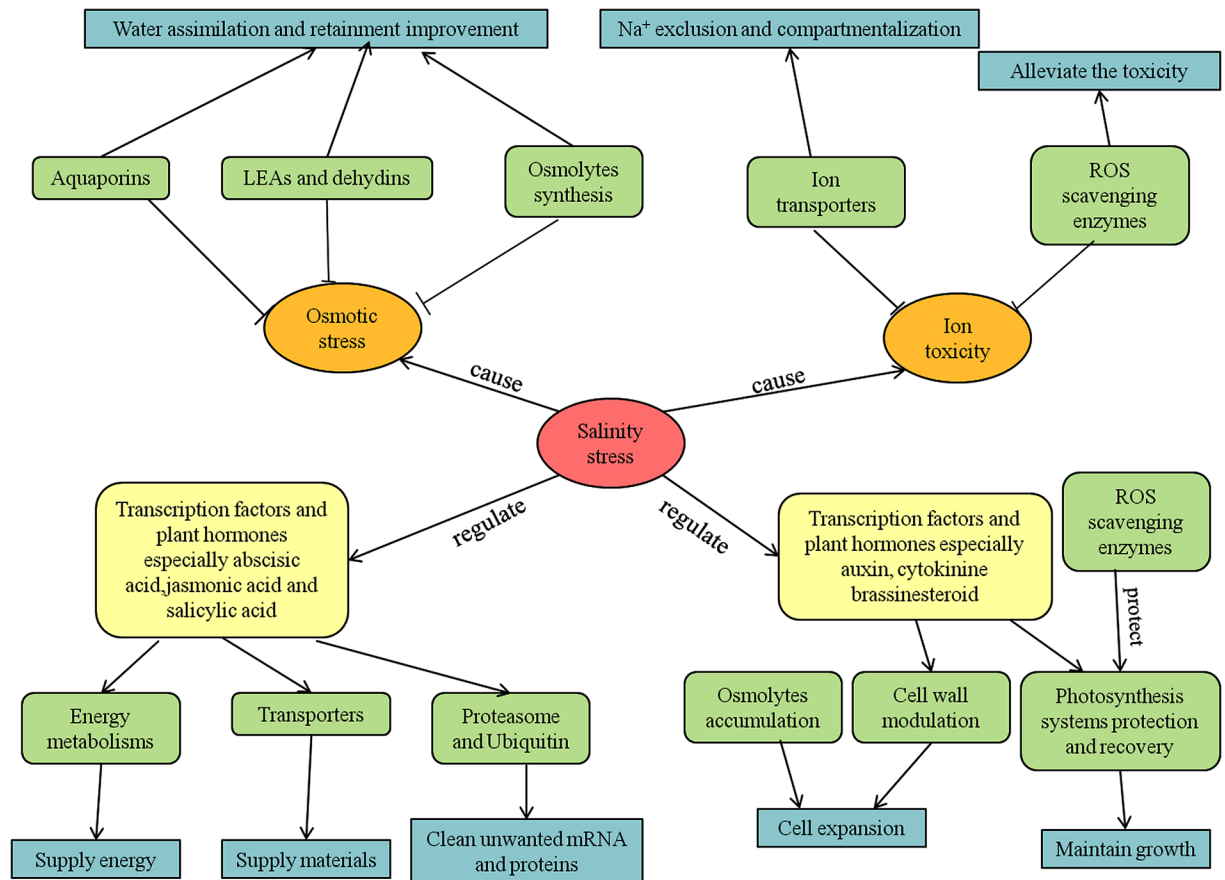 Water assimilation and retainment improvement
Na⁺ exclusion and compartmentalization
Alleviate the toxicity
Aquaporins
LEAs and dehydins
Osmolytes
synthesis
Ion
transporters
ROS
scavenging
enzymes
Osmotic
stress
Ion
toxicity
cause
cause
Salinity
stress
regulate
regulate
Transcription factors and
plant hormones
especially abscisic
acid,jasmonic acid and
salicylic acid
Transcription factors and
plant hormones especially
auxin, cytokinine
brassinesteroid
ROS
scavenging
enzymes
protect
Energy
metabolisms
Transporters
Proteasome
and Ubiquitin
Osmolytes
accumulation
Cell wall
modulation
Photosynthesis
systems protection
and recovery
Supply energy
Supply materials
Clean unwanted mRNA
and proteins
Cell expansion
Maintain growth